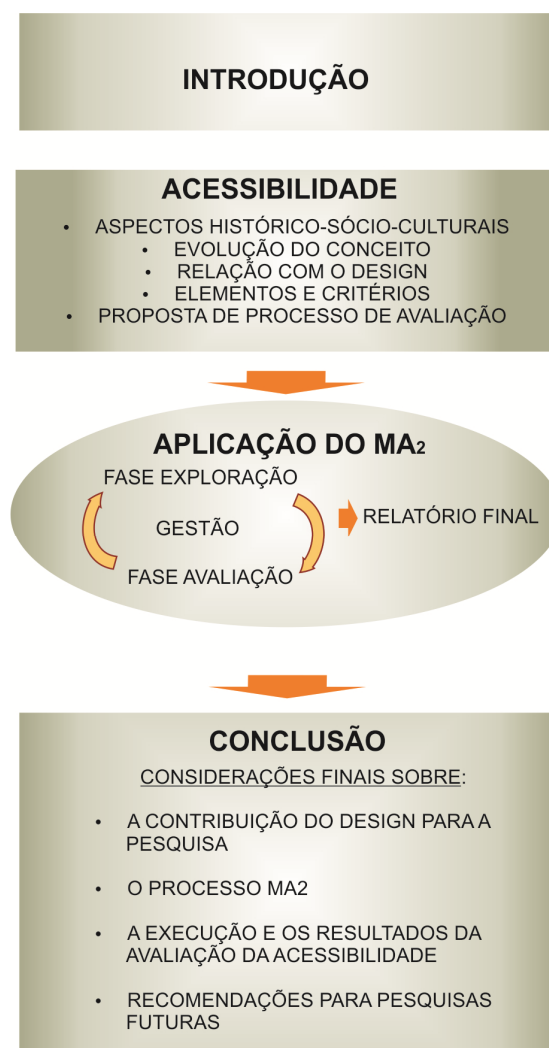 INTRODUÇÃO
ACESSIBILIDADE
• ASPECTOS HISTÓRICO-SÓCIO-CULTURAIS
• EVOLUÇÃO DO CONCEITO
• RELAÇÃO COM O DESIGN
• ELEMENTOS E CRITÉRIOS
• PROPOSTA DE PROCESSO DE AVALIAÇÃO
APLICAÇÃO DO MA2
FASE EXPLORAÇÃO
GESTÃO
RELATÓRIO FINAL
FASE AVALIAÇÃO
CONCLUSÃO
CONSIDERAÇÕES FINAIS SOBRE:
• A CONTRIBUIÇÃO DO DESIGN PARA A
PESQUISA
• O PROCESSO MA2
• A EXECUÇÃO E OS RESULTADOS DA
AVALIAÇÃO DA ACESSIBILIDADE
• RECOMENDAÇÕES PARA PESQUISAS
FUTURAS